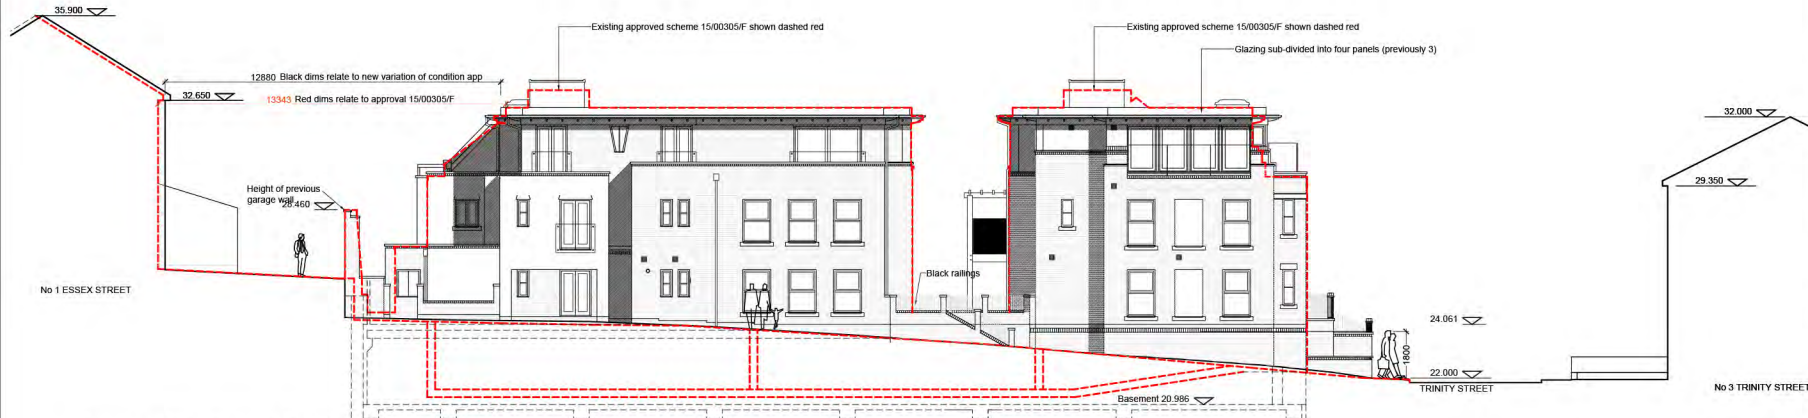 35.900
Existing approved scheme 15/00305/F shown dashed red
Existing approved scheme 15/00305/F shown dashed red
Glazing sub-divided into four panels (previously 3)
12880 Black dims relate to new variation of condition app
32.650
13343 Red dims relate to approval 15/00305/F
32.000
29.350
Height of previous
garage wall
28.460
Black railings
No 1 ESSEX STREET
24.061
1800
22.000
TRINITY STREET
No 3 TRINITY STREET
Basement 20.986